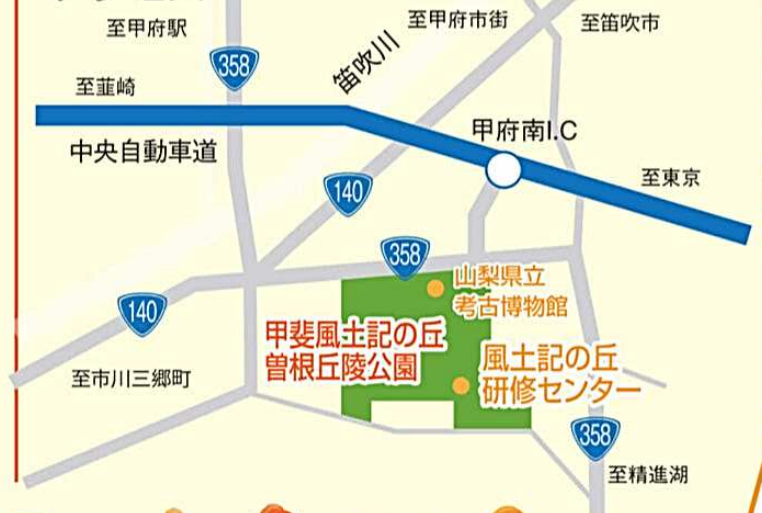 至甲府駅
至甲府市街
至笛吹市
358
笛吹川
至韮崎
中央自動車道
甲府南I.C
至東京
140
358
山梨県立
考古博物館
140
甲斐風土記の丘
曽根丘陵公園
風土記の丘
研修センター
至市川三郷町
358
至精進湖